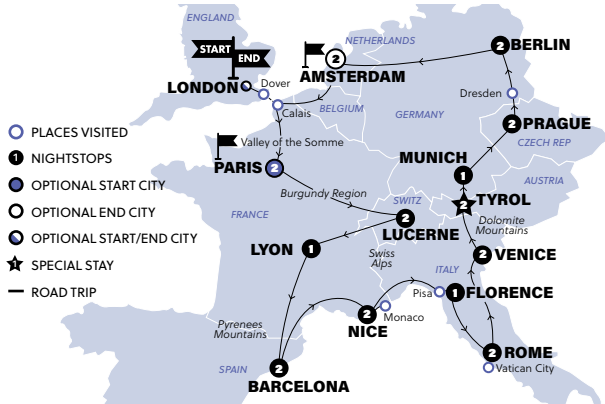 ENGLAND
START
END
LONDON
Dover
Calais
NETHERLANDS
2
AMSTERDAM
BELGIUM
GERMANY
2
BERLIN
Dresden
2
PRAGUE
CZECH REP
MUNICH
1
AUSTRIA
TYROL
2
Dolomite
Mountains
Valley of the Somme
PARIS
2
Burgundy Region
FRANCE
SWITZ
2
LUCERNE
LYON
1
Swiss
Alps
ITALY
2
VENICE
Pisa
1
FLORENCE
Monaco
2
NICE
2
ROME
Vatican City
Pyrenees
Mountains
SPAIN
2
BARCELONA
PLACES VISITED
1 NIGHTSTOPS
OPTIONAL START CITY
OPTIONAL END CITY
OPTIONAL START/END CITY
1 SPECIAL STAY
ROAD TRIP